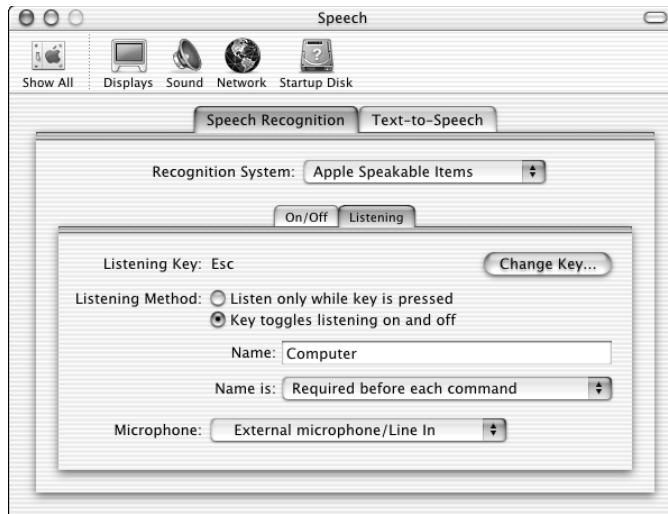 Speech
Show All Displays Sound Network Startup Disk
Speech Recognition Text-to-Speech
Recognition System: Apple Speakable Items
On/Off Listening
Listening Key: Esc Change Key...
Listening Method: Listen only while key is pressed
Key toggles listening on and off
Name: Computer
Name is: Required before each command
Microphone: External microphone/Line In